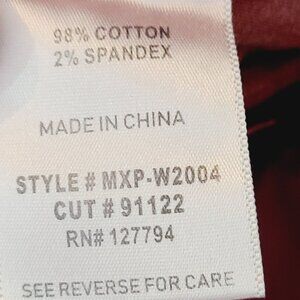 98% COTTON
2% SPANDEX
MADE IN CHINA
STYLE # MXP-W2004
CUT # 91122
RN# 127794
SEE REVERSE FOR CARE